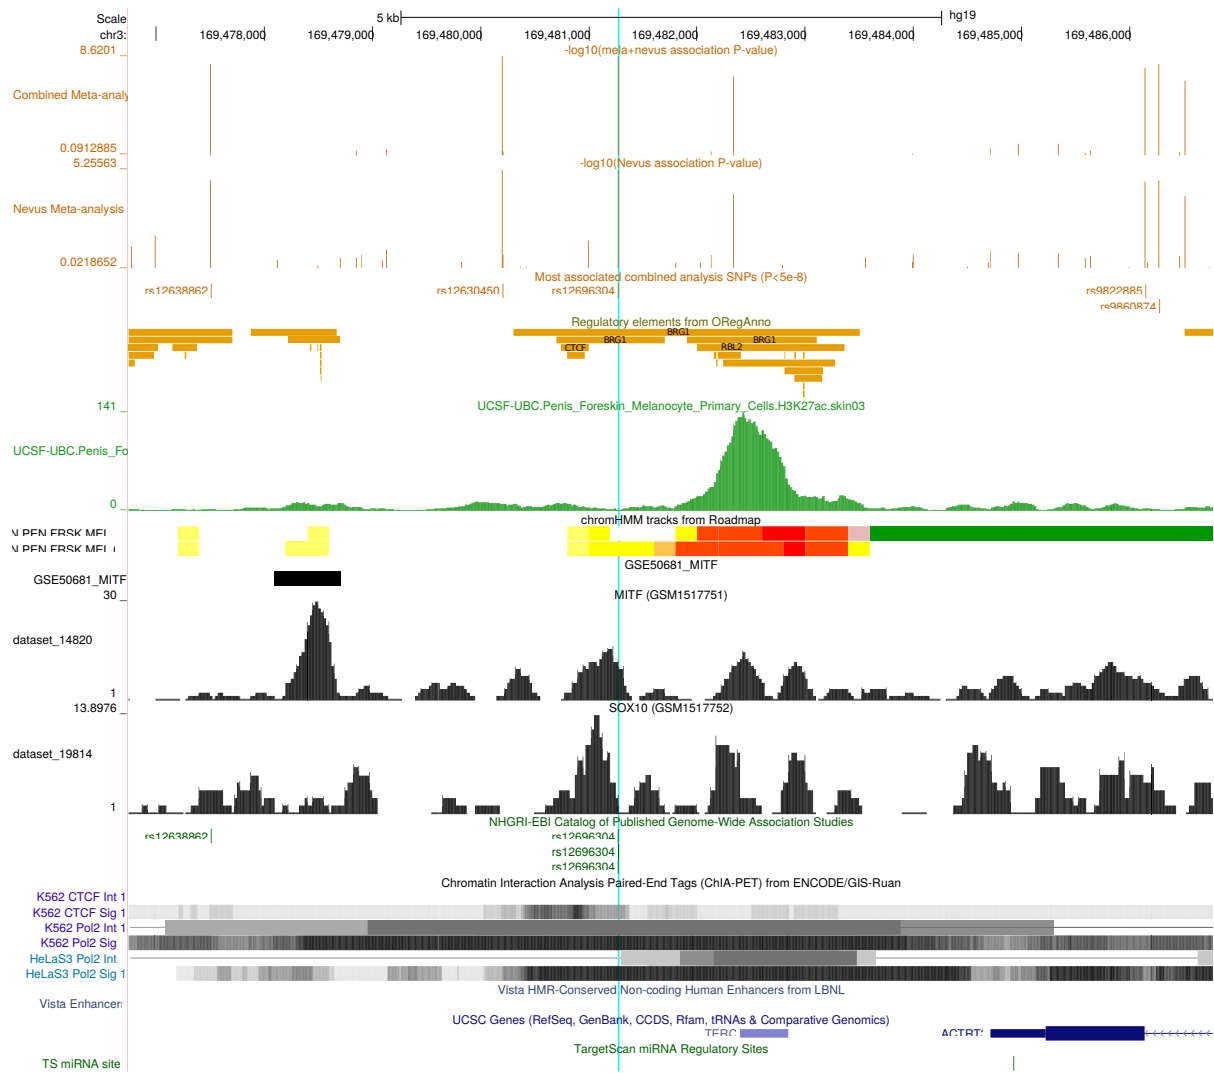 Scale 5 kb hg19
chr3: 169,478,000 169,479,000 169,480,000 169,481,000 169,482,000 169,483,000 169,484,000 169,485,000 169,486,000
8.6201 -log10(mela+nevus association P-value)
Combined Meta-analy
0.0912885
5.25563 -log10(Nevus association P-value)
Nevus Meta-analysis
0.0218652
Most associated combined analysis SNPs (P<5e-8)
rs12638862 rs12630450 rs12696304 rs9822885
rs9860874
Regulatory elements from ORegAnno
BRG1
BRG1 BRG1
CTCF RBL2
141 UCSF-UBC.Penis_Foreskin_Melanocyte_Primary_Cells.H3K27ac.skin03
UCSF-UBC.Penis_Fo
0
chromHMM tracks from Roadmap
N PEN FRSK MEL
N PEN FRSK MEL
GSE50681_MITF
GSE50681_MITF
30 MITF (GSM1517751)
dataset_14820
1
13.8976 SOX10 (GSM1517752)
dataset_19814
1
NHGRI-EBI Catalog of Published Genome-Wide Association Studies
rs12638862 rs12696304
rs12696304
rs12696304
Chromatin Interaction Analysis Paired-End Tags (ChIA-PET) from ENCODE/GIS-Ruan
K562 CTCF Int 1
K562 CTCF Sig 1
K562 Pol2 Int 1
K562 Pol2 Sig
HeLaS3 Pol2 Int
HeLaS3 Pol2 Sig 1
Vista HMR-Conserved Non-coding Human Enhancers from LBNL
Vista Enhancers
UCSC Genes (RefSeq, GenBank, CCDS, Rfam, tRNAs & Comparative Genomics)
TERC ACTRT
TargetScan miRNA Regulatory Sites
TS miRNA site